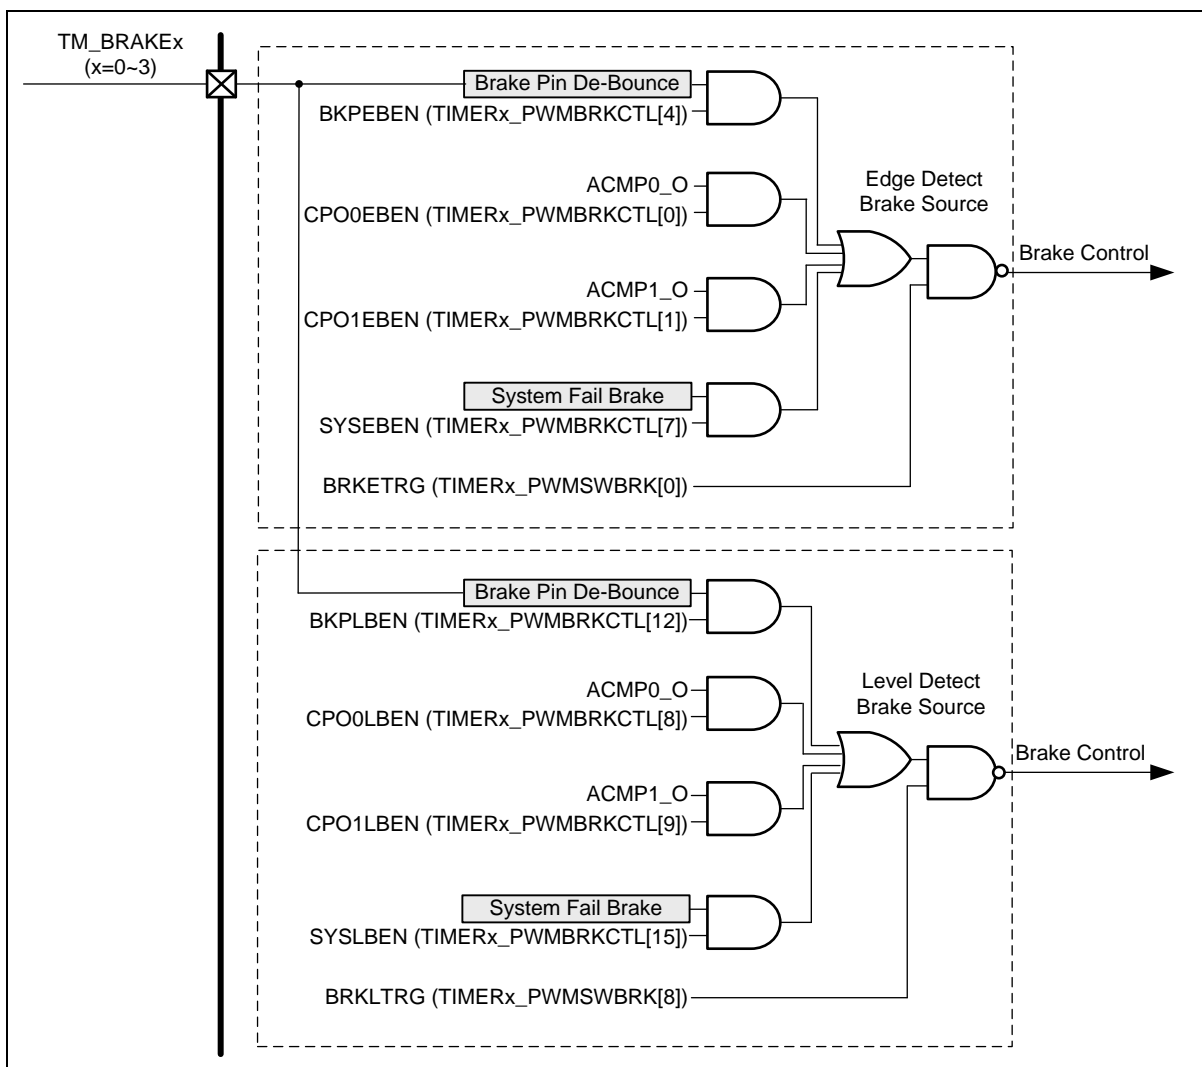 TM_BRAKEx
(x=0~3)
Brake Pin De-Bounce
BKPEBEN (TIMERx_PWMBRKCTL[4])
ACMP0_O
CPO0EBEN (TIMERx_PWMBRKCTL[0])
Edge Detect
Brake Source
Brake Control
ACMP1_O
CPO1EBEN (TIMERx_PWMBRKCTL[1])
System Fail Brake
SYSEBEN (TIMERx_PWMBRKCTL[7])
BRKETRG (TIMERx_PWMSWBRK[0])
Brake Pin De-Bounce
BKPLBEN (TIMERx_PWMBRKCTL[12])
ACMP0_O
CPO0LBEN (TIMERx_PWMBRKCTL[8])
Level Detect
Brake Source
Brake Control
ACMP1_O
CPO1LBEN (TIMERx_PWMBRKCTL[9])
System Fail Brake
SYSLBEN (TIMERx_PWMBRKCTL[15])
BRKLTRG (TIMERx_PWMSWBRK[8])